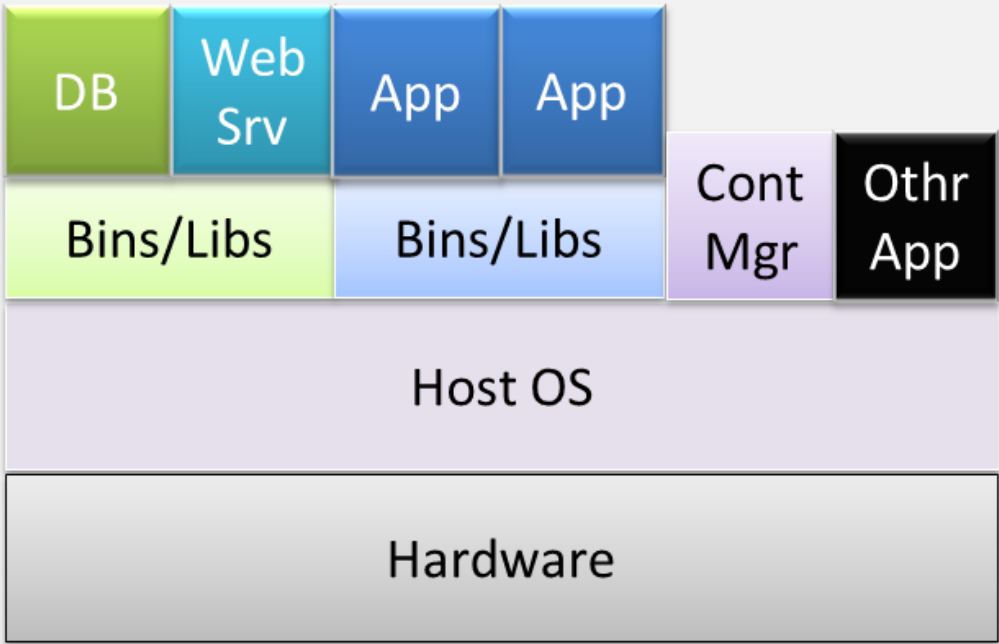 DB
Web
Srv
App
App
Cont
Mgr
Othr
App
Bins/Libs
Bins/Libs
Host OS
Hardware